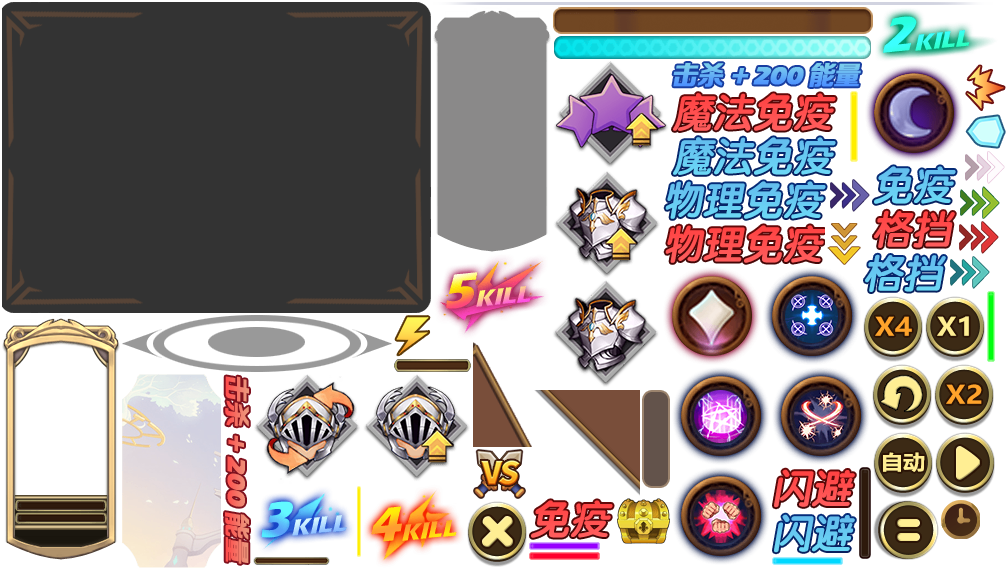 2KILL
击杀 + 200 能量
魔法免疫
魔法免疫
物理免疫
物理免疫
免疫
格挡
格挡
5KILL
X4
X1
X2
击杀 + 200 能量
自动
VS
3KILL
4KILL
免疫
闪避
闪避